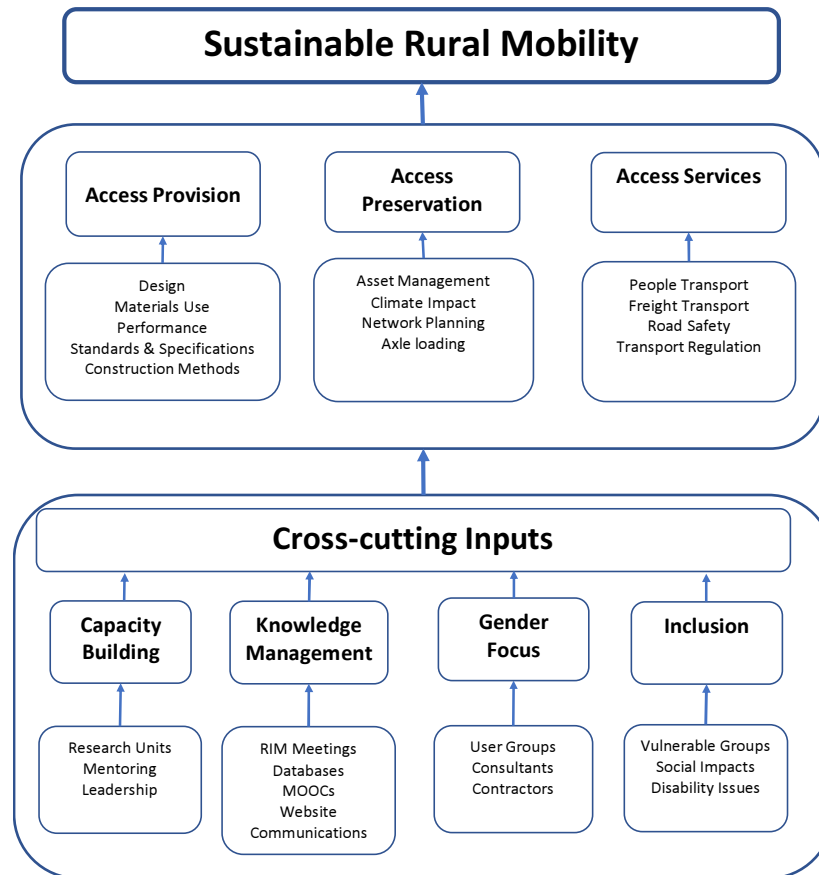 Sustainable Rural Mobility
Access Provision
Access
Preservation
Access Services
Design
Materials Use
Performance
Standards & Specifications
Construction Methods
Asset Management
Climate Impact
Network Planning
Axle loading
People Transport
Freight Transport
Road Safety
Transport Regulation
Cross-cutting Inputs
Capacity
Building
Knowledge
Management
Gender
Focus
Inclusion
Research Units
Mentoring
Leadership
RIM Meetings
Databases
MOOCs
Website
Communications
User Groups
Consultants
Contractors
Vulnerable Groups
Social Impacts
Disability Issues